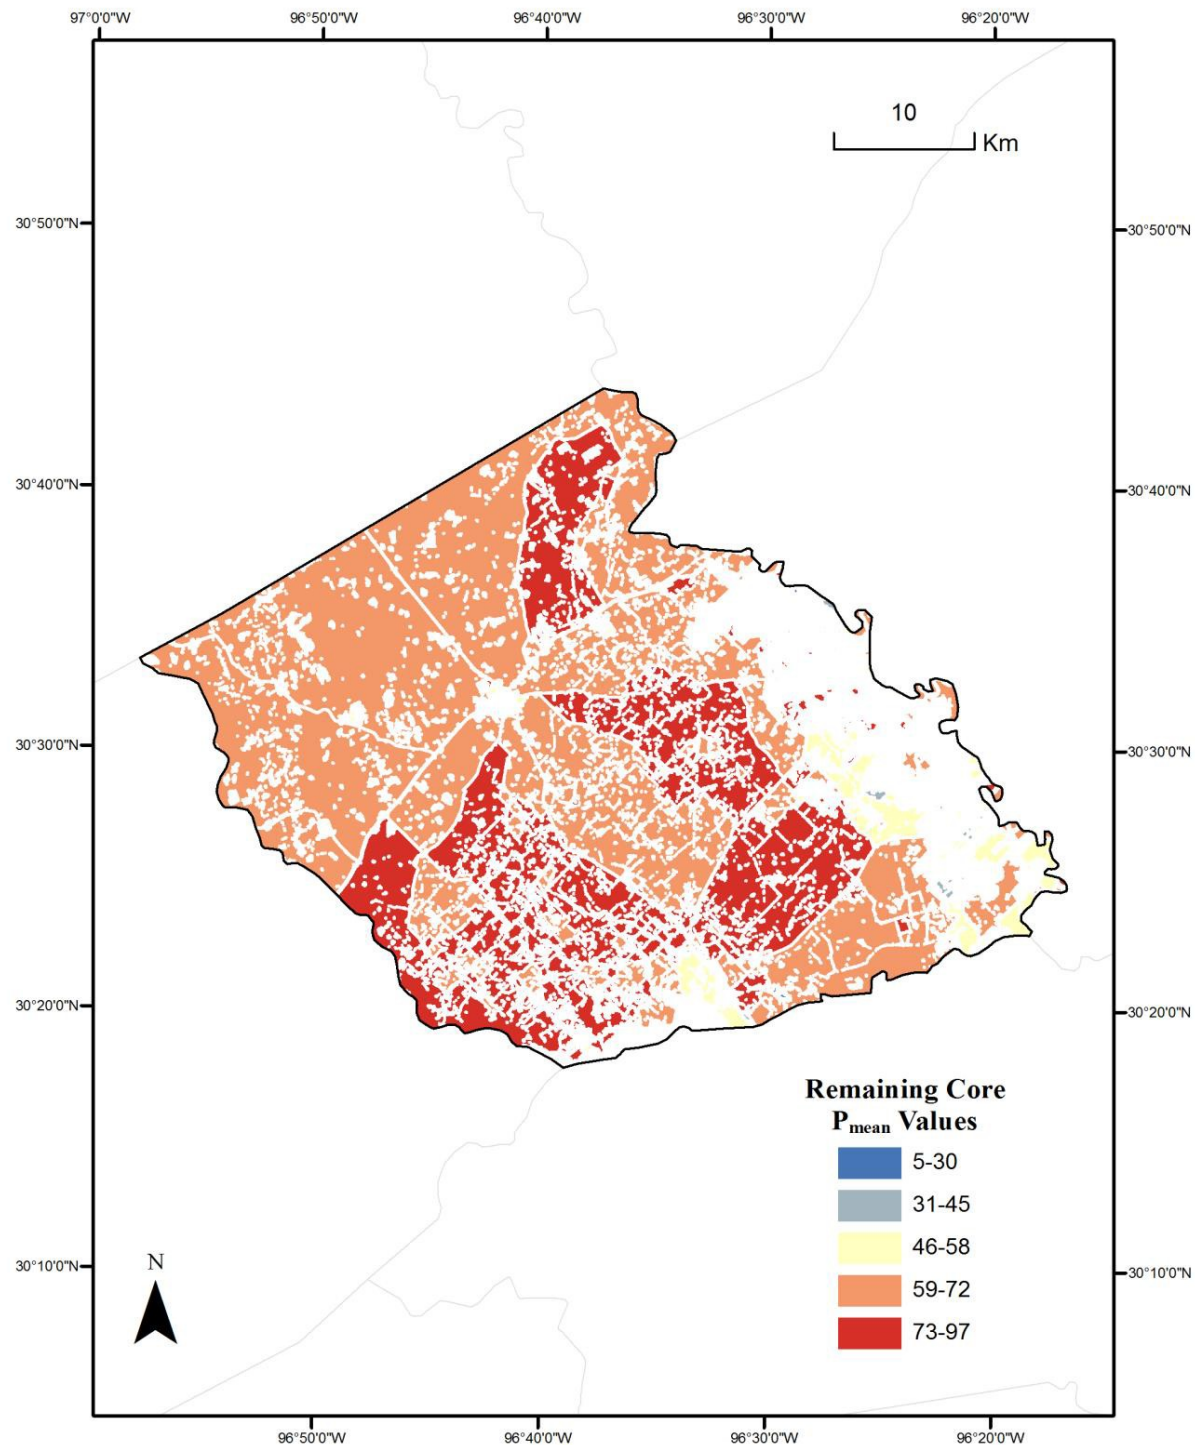 97°0'0"W 96°50'0"W 96°40'0"W 96°30'0"W 96°20'0"W
10
Km
30°50'0"N 30°50'0"N
30°40'0"N 30°40'0"N
30°30'0"N 30°30'0"N
30°20'0"N 30°20'0"N
Remaining Core
Pmean Values
5-30
31-45
46-58
59-72
73-97
30°10'0"N 30°10'0"N
N
96°50'0"W 96°40'0"W 96°30'0"W 96°20'0"W